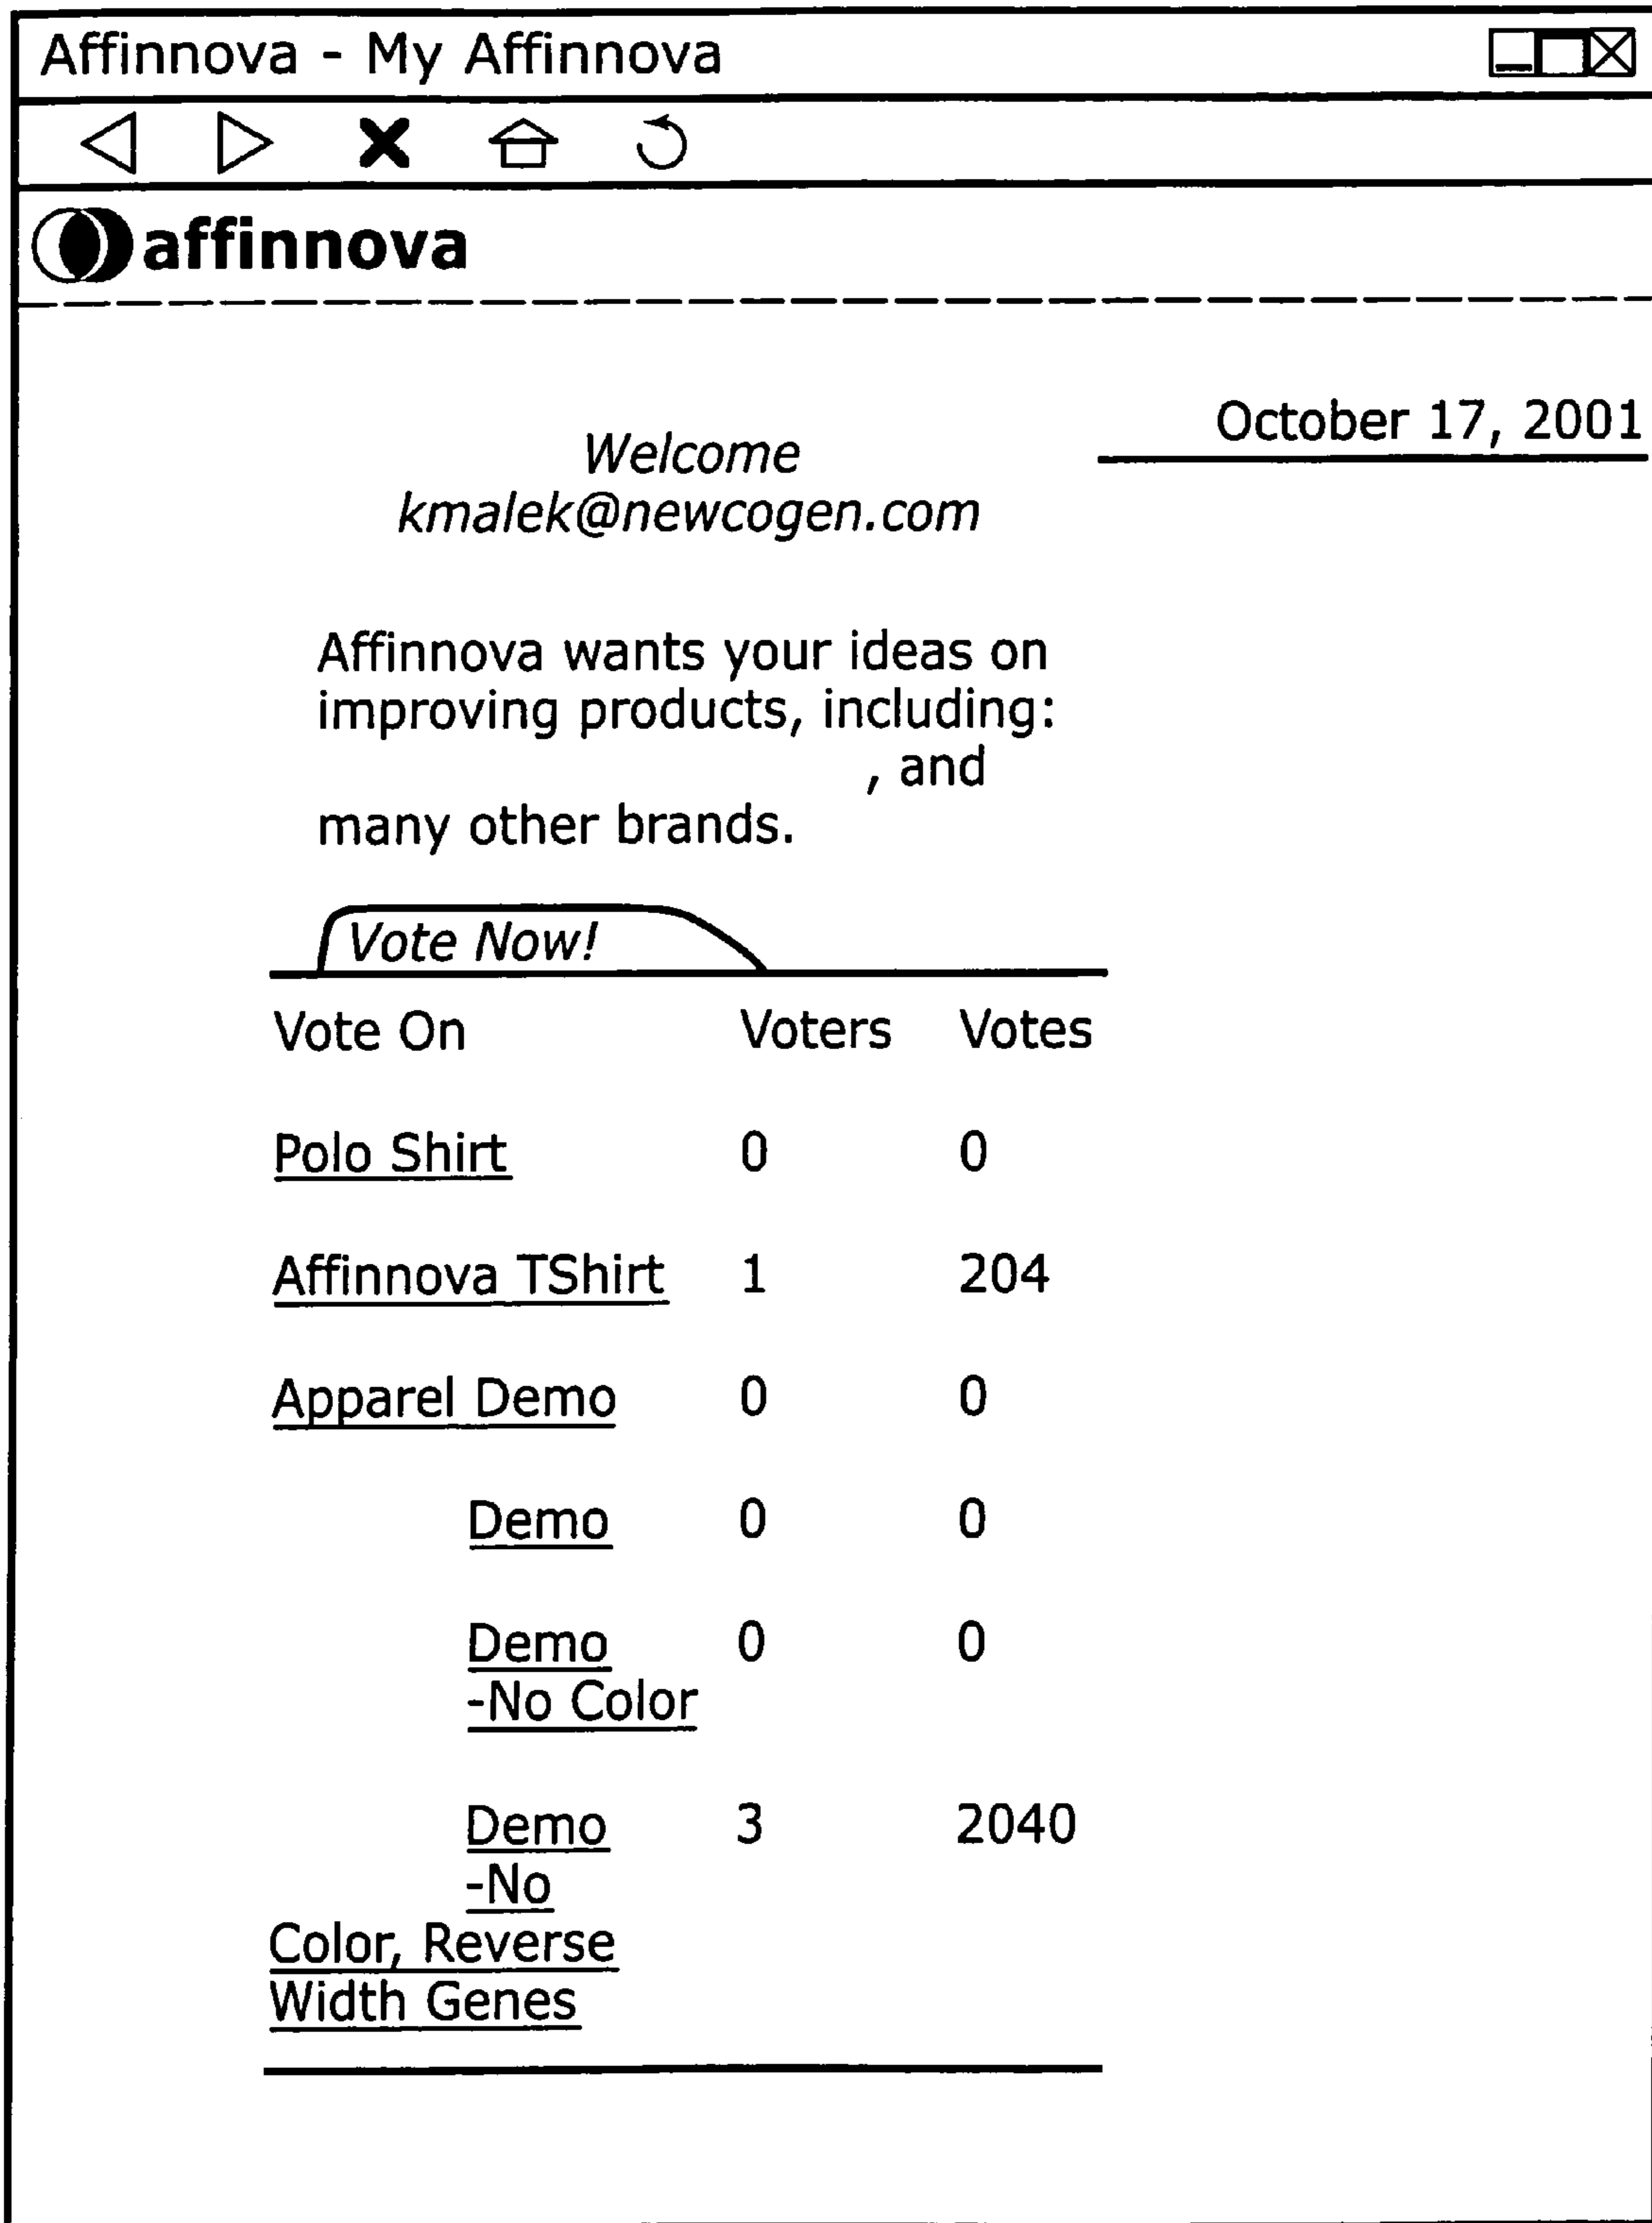 Affinnova - My Affinnova
affinnova
October 17, 2001
Welcome
kmalek@newcogen.com
Affinnova wants your ideas on
improving products, including:
, and
many other brands.
Vote Now!
Vote On Voters Votes
Polo Shirt 0 0
Affinnova TShirt 1 204
Apparel Demo 0 0
Demo 0 0
Demo 0 0
-No Color
Demo 3 2040
-No
Color, Reverse
Width Genes